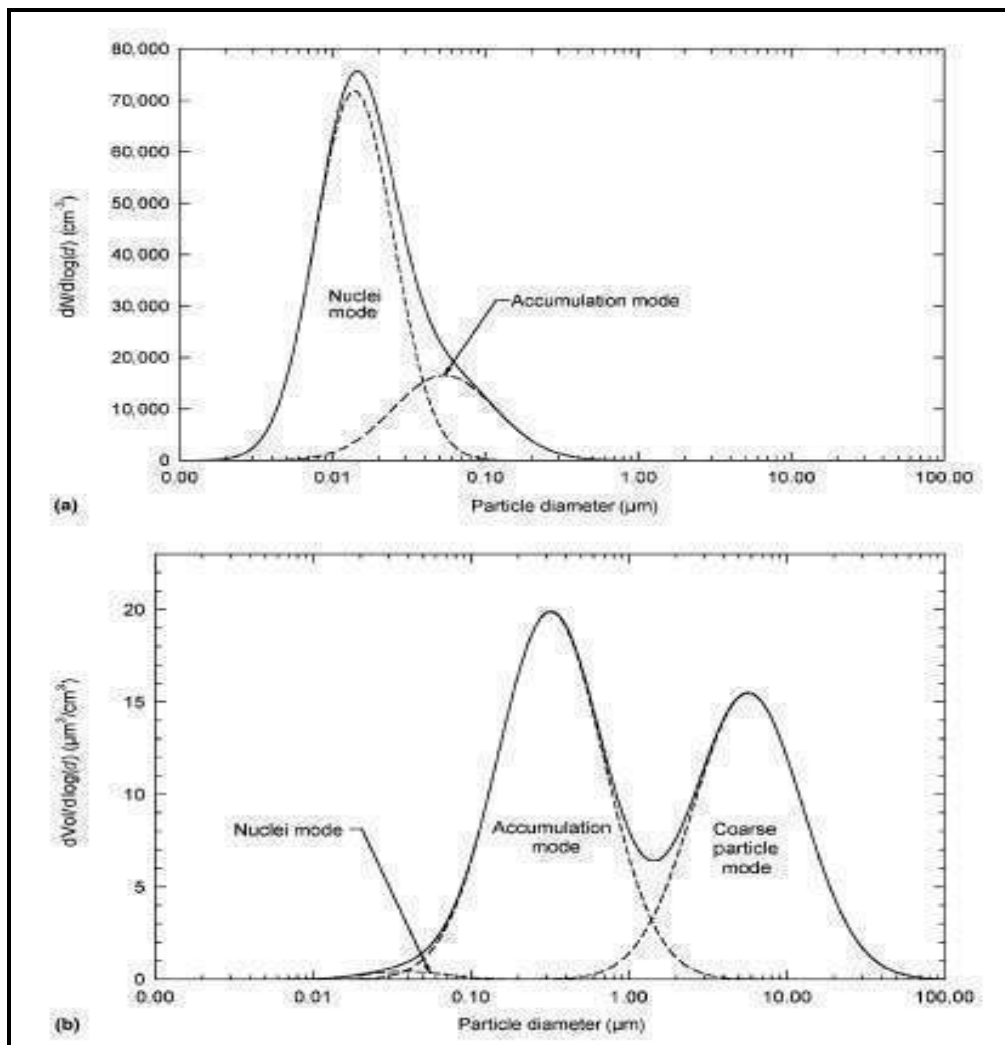 80,000
70,000
60,000
50,000
40,000
30,000
20,000
10,000
0
dN/dlog(d) (cm⁻³)
Nuclei
mode
Accumulation mode
0.00 0.01 0.10 1.00 10.00 100.00
(a)
Particle diameter (µm)
20
15
10
5
0
dVol/dlog(d) (µm³/cm³)
Nuclei mode
Accumulation
mode
Coarse
particle
mode
0.00 0.01 0.10 1.00 10.00 100.00
(b)
Particle diameter (µm)